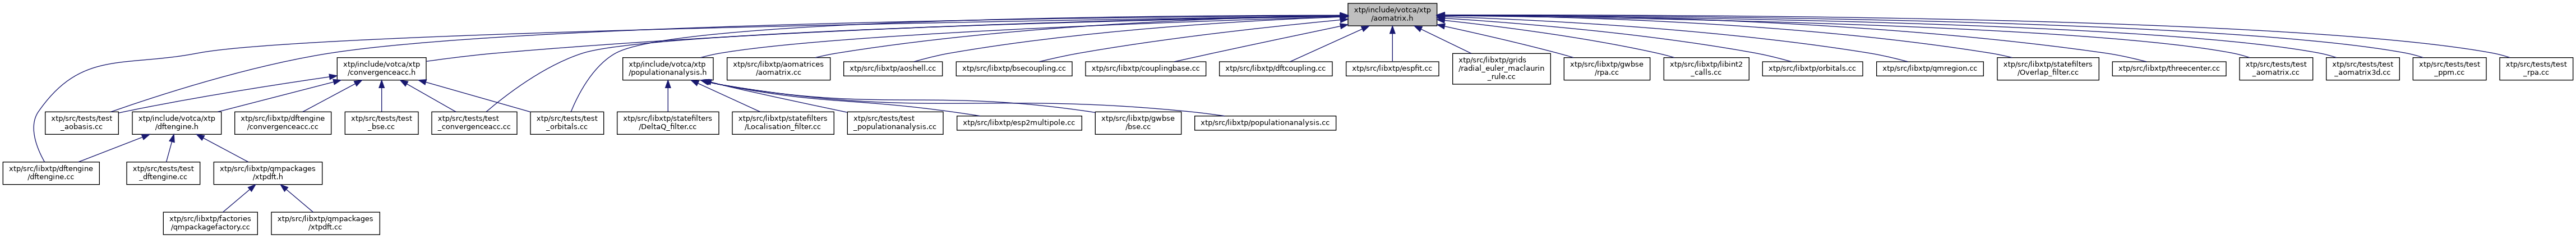 xtp/include/votca/xtp
/aomatrix.h
xtp/include/votca/xtp
/convergenceacc.h
xtp/include/votca/xtp
/populationanalysis.h
xtp/src/libxtp/aomatrices
/aomatrix.cc
xtp/src/libxtp/aoshell.cc
xtp/src/libxtp/bsecoupling.cc
xtp/src/libxtp/couplingbase.cc
xtp/src/libxtp/dftcoupling.cc
xtp/src/libxtp/espfit.cc
xtp/src/libxtp/grids
/radial_euler_maclaurin
_rule.cc
xtp/src/libxtp/gwbse
/rpa.cc
xtp/src/libxtp/libint2
_calls.cc
xtp/src/libxtp/orbitals.cc
xtp/src/libxtp/qmregion.cc
xtp/src/libxtp/statefilters
/Overlap_filter.cc
xtp/src/libxtp/threecenter.cc
xtp/src/tests/test
_aomatrix.cc
xtp/src/tests/test
_aomatrix3d.cc
xtp/src/tests/test
_ppm.cc
xtp/src/tests/test
_rpa.cc
xtp/src/tests/test
_aobasis.cc
xtp/include/votca/xtp
/dftengine.h
xtp/src/libxtp/dftengine
/convergenceacc.cc
xtp/src/tests/test
_bse.cc
xtp/src/tests/test
_convergenceacc.cc
xtp/src/tests/test
_orbitals.cc
xtp/src/libxtp/statefilters
/DeltaQ_filter.cc
xtp/src/libxtp/statefilters
/Localisation_filter.cc
xtp/src/tests/test
_populationanalysis.cc
xtp/src/libxtp/esp2multipole.cc
xtp/src/libxtp/gwbse
/bse.cc
xtp/src/libxtp/populationanalysis.cc
xtp/src/libxtp/dftengine
/dftengine.cc
xtp/src/tests/test
_dftengine.cc
xtp/src/libxtp/qmpackages
/xtpdft.h
xtp/src/libxtp/factories
/qmpackagefactory.cc
xtp/src/libxtp/qmpackages
/xtpdft.cc